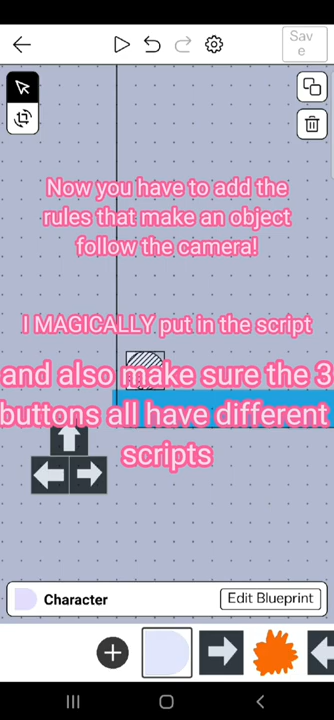 Sav
e
Now you have to add the
rules that make an object
follow the camera!
I MAGICALLY put in the script
and also make sure the 3
buttons all have different
scripts
Character
Edit Blueprint